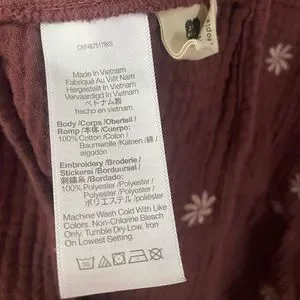 CKP467517863
Made in Vietnam
Fabriqué Au Viêt Nam
Hergestellt in Vietnam
Vervaardigd In Vietnam
ベトナム製
hecho en vietnam
Body /Corps /Oberteil /
Romp /本体 /Cuerpo:
100%Cotton /Coton /
Baumwolle /Katoen /綿 /
algodón
Embroidery /Broderie /
Stickerei /Borduursel /
刺繍糸 /Bordado:
100%Polyester /Polyester /
Polyester /Polyester /
ポリエステル /poliéster
Machine Wash Cold With Like
Colors. Non-Chlorine Bleach
Only. Tumble Dry Low, Iron
On Lowest Setting.
30